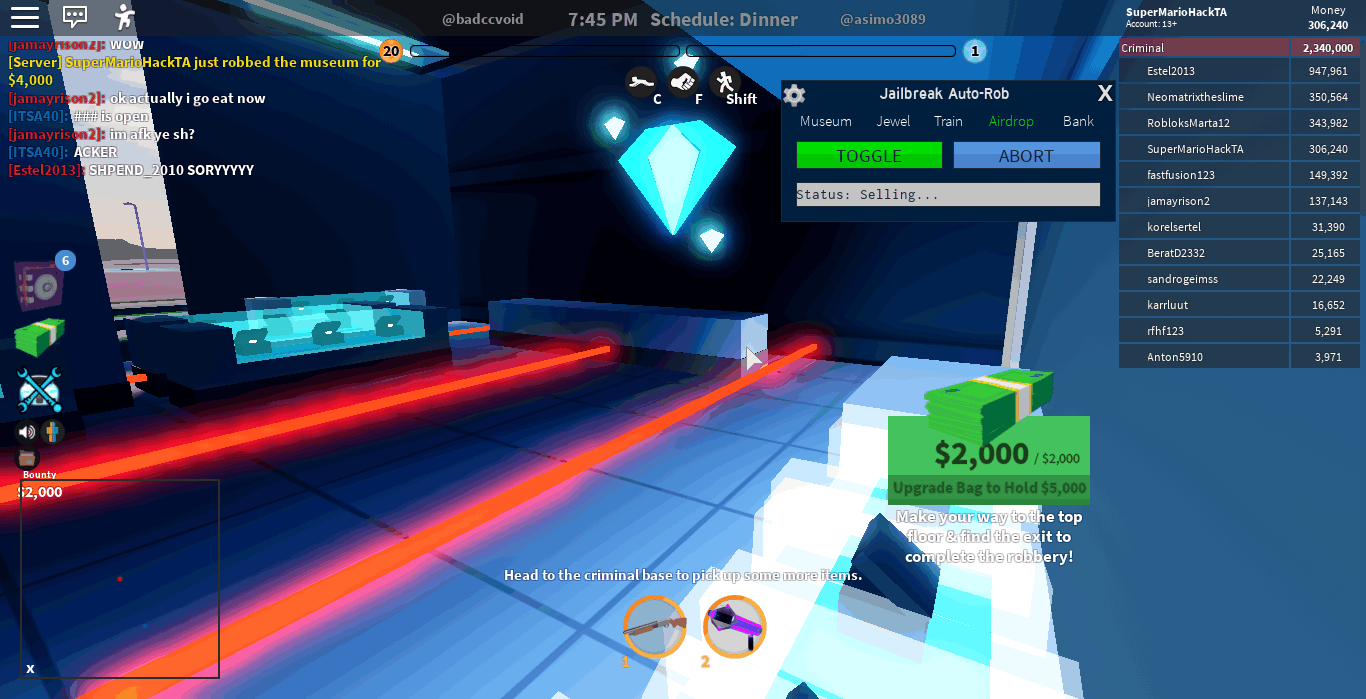 @badccvoid 7:45 PM Schedule: Dinner @asimo3089
SuperMarioHackTA
Account: 13+
Money
306,240
[jamayrison2]: WOW
[Server] SuperMarioHackTA just robbed the museum for
$4,000
[jamayrison2]: ok actually i go eat now
[ITSA40]: ### is open
[jamayrison2]: im afk ye sh?
[ITSA40]: ACKER
[Estel2013]: SHPEND_2010 SORYYYYY
20
1
C F Shift
Jailbreak Auto-Rob X
Museum Jewel Train Airdrop Bank
TOGGLE ABORT
Status: Selling...
Criminal 2,340,000
Estel2013 947,961
Neomatrixtheslime 350,564
RobloksMarta12 343,982
SuperMarioHackTA 306,240
fastfusion123 149,392
jamayrison2 137,143
korelsertel 31,390
BeratD2332 25,165
sandrogeimss 22,249
karrluut 16,652
rfhf123 5,291
Anton5910 3,971
6
Bounty
$2,000
X
$2,000 / $2,000
Upgrade Bag to Hold $5,000
Make your way to the top
floor & find the exit to
complete the robbery!
Head to the criminal base to pick up some more items.
1 2